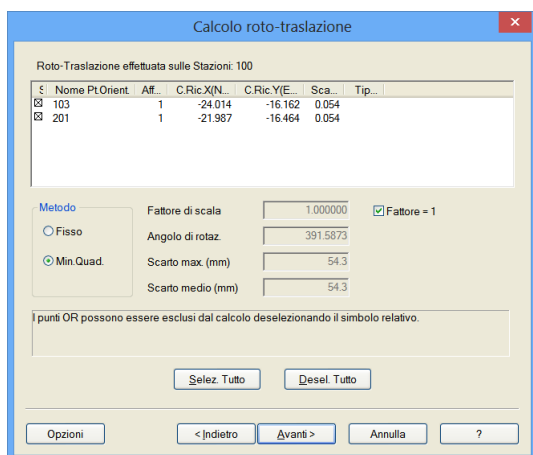 Calcolo roto-traslazione
Roto-Traslazione effettuata sulle Stazioni: 100
S Nome Pt.Orient. Aff... C.Ric.X(N... C.Ric.Y(E... Sca... Tip...
103 1 -24.014 -16.162 0.054
201 1 -21.987 -16.464 0.054
Metodo
Fisso
Min.Quad.
Fattore di scala 1.000000 Fattore = 1
Angolo di rotaz. 391.5873
Scarto max. (mm) 54.3
Scarto medio (mm) 54.3
I punti OR possono essere esclusi dal calcolo deselezionando il simbolo relativo.
Selez. Tutto Desel. Tutto
Opzioni < Indietro Avanti > Annulla ?